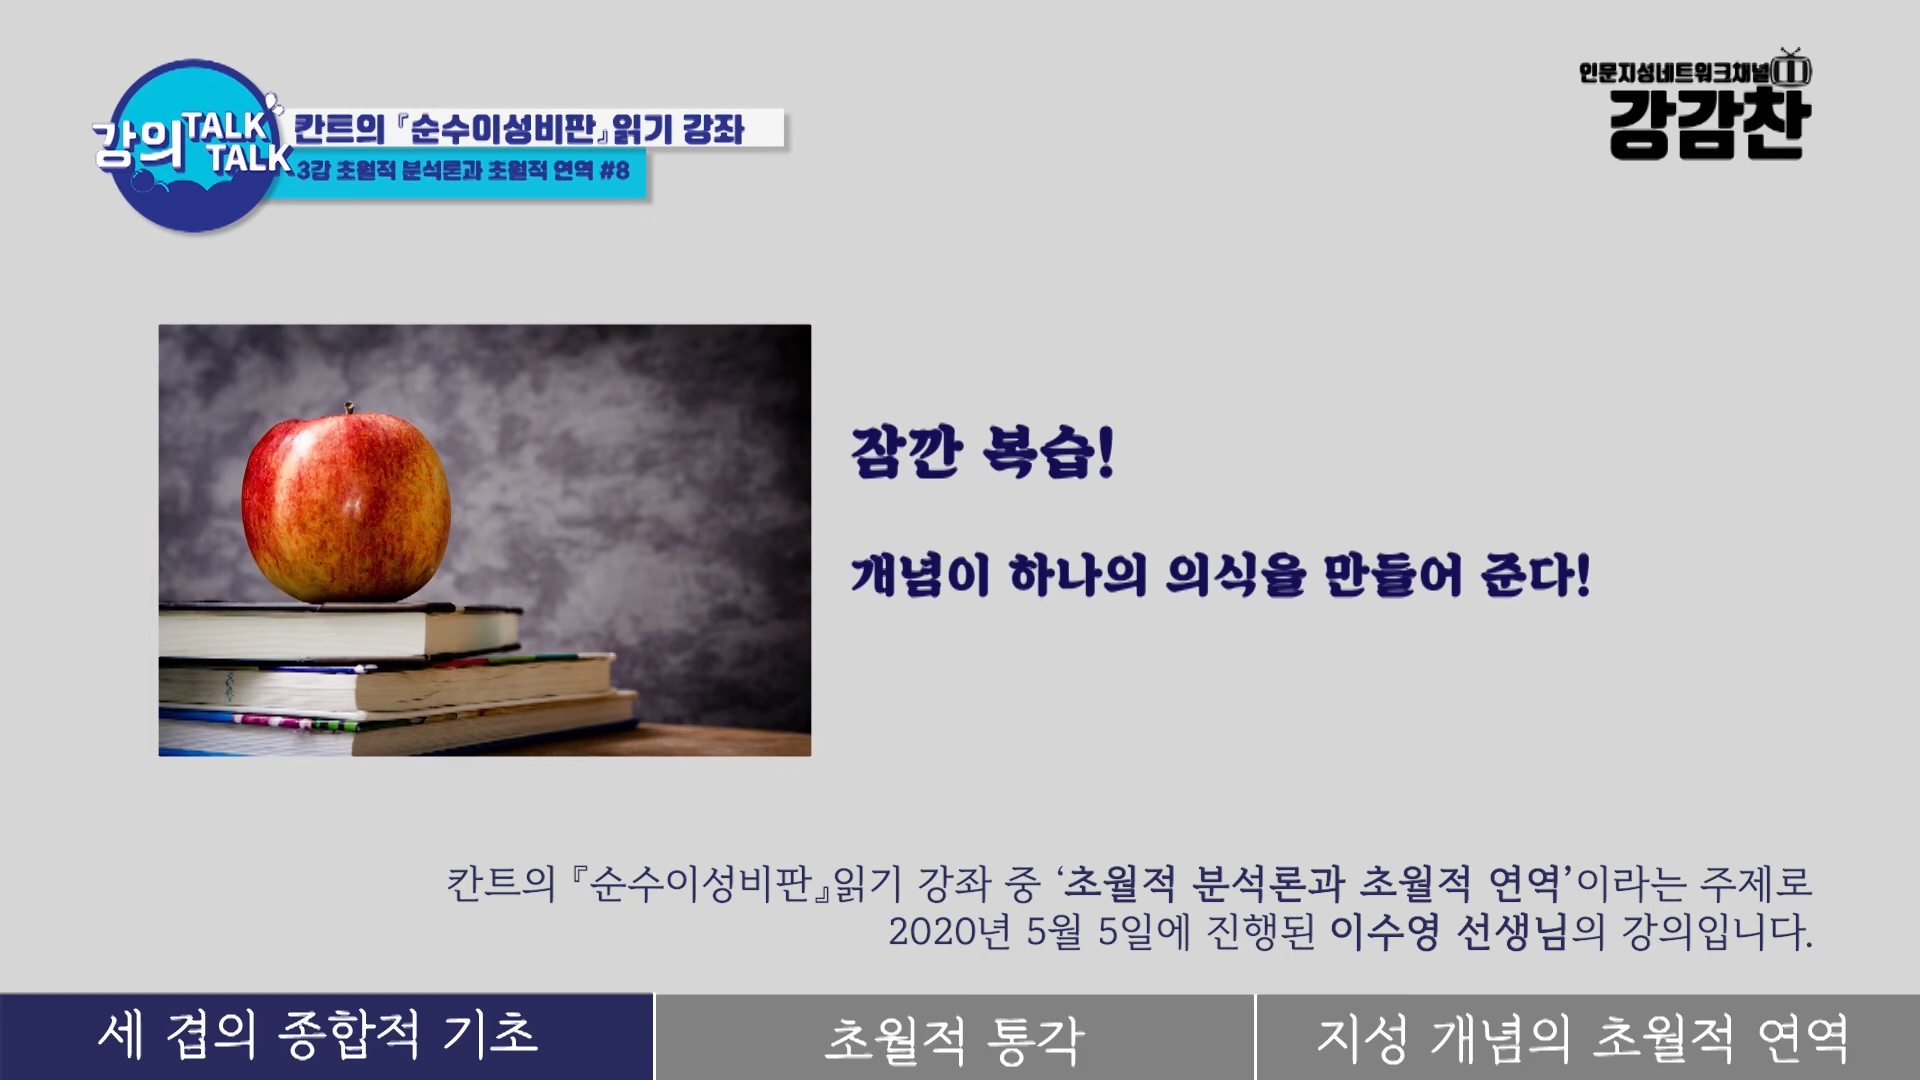 강의 TALK TALK
칸트의 『순수이성비판』읽기 강좌
3강 초월적 분석론과 초월적 연역 #8
인문지성네트워크채널
강감찬
잠깐 복습!
개념이 하나의 의식을 만들어 준다!
칸트의 『순수이성비판』읽기 강좌 중 ‘초월적 분석론과 초월적 연역’이라는 주제로
2020년 5월 5일에 진행된 이수영 선생님의 강의입니다.
세 겹의 종합적 기초
초월적 통각
지성 개념의 초월적 연역